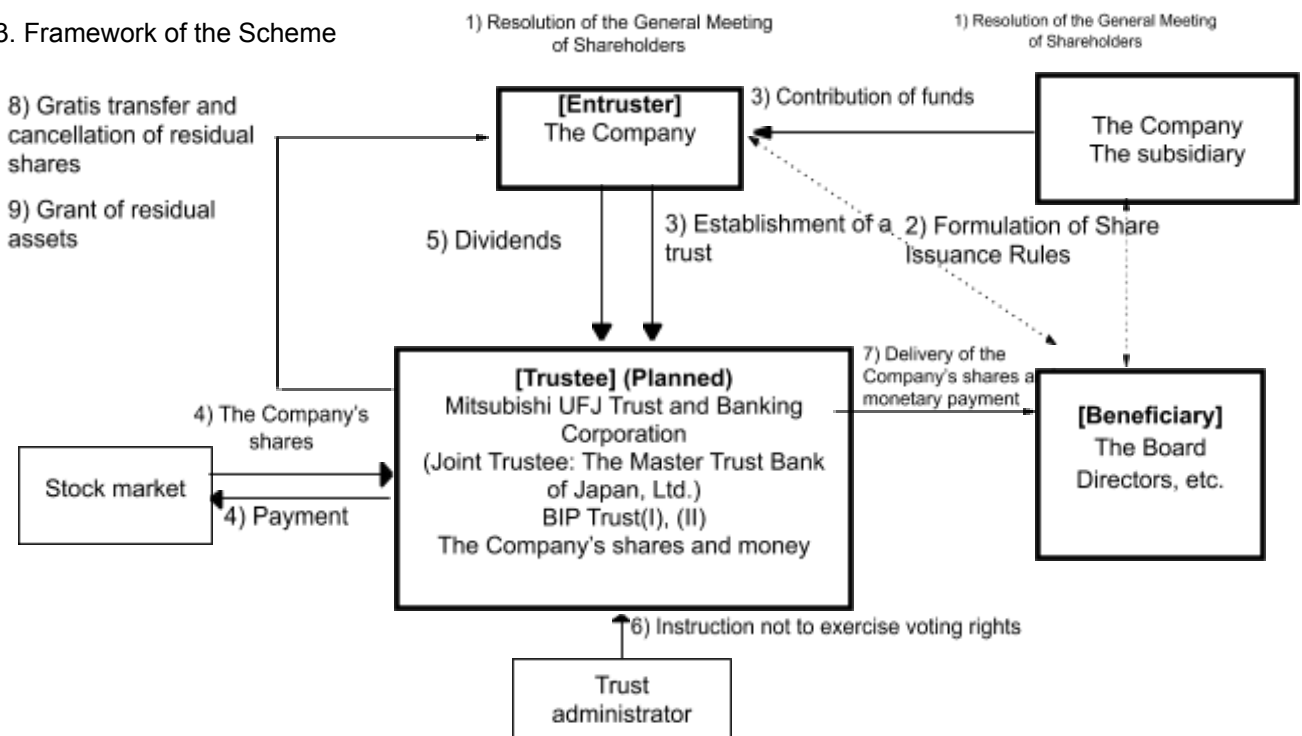 3. Framework of the Scheme
1) Resolution of the General Meeting
of Shareholders
1) Resolution of the General Meeting
of Shareholders
8) Gratis transfer and
cancellation of residual
shares
9) Grant of residual
assets
[Entruster]
The Company
3) Contribution of funds
The Company
The subsidiary
5) Dividends
3) Establishment of a
trust
2) Formulation of Share
Issuance Rules
4) The Company's
shares
Stock market
4) Payment
[Trustee] (Planned)
Mitsubishi UFJ Trust and Banking
Corporation
(Joint Trustee: The Master Trust Bank
of Japan, Ltd.)
BIP Trust(I), (II)
The Company's shares and money
7) Delivery of the
Company's shares a
monetary payment
[Beneficiary]
The Board
Directors, etc.
6) Instruction not to exercise voting rights
Trust
administrator